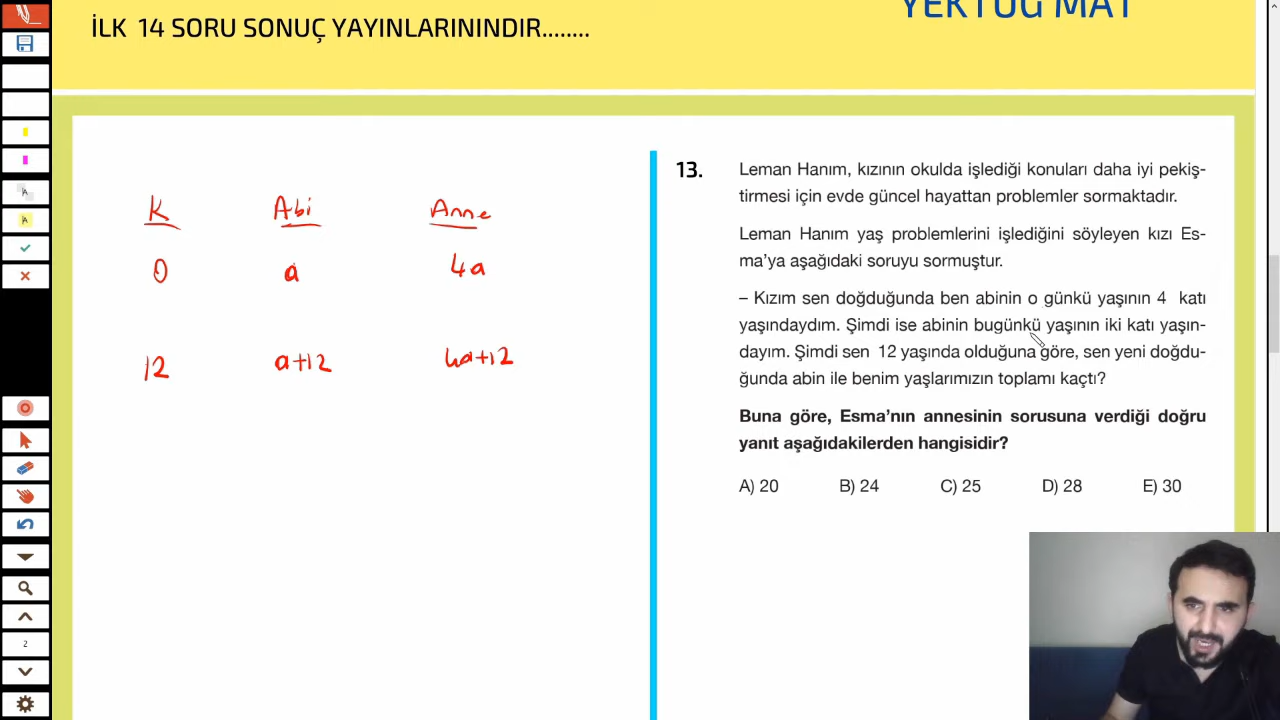 YEKTUĞ MAT
İLK 14 SORU SONUÇ YAYINLARININDIR........
K Abi Anne
0 a 4a
12 a+12 4a+12
13. Leman Hanım, kızının okulda işlediği konuları daha iyi pekiş-
tirmesi için evde güncel hayattan problemler sormaktadır.
Leman Hanım yaş problemlerini işlediğini söyleyen kızı Es-
ma'ya aşağıdaki soruyu sormuştur.
– Kızım sen doğduğunda ben abinin o günkü yaşının 4 katı
yaşındaydım. Şimdi ise abinin bugünkü yaşının iki katı yaşın-
dayım. Şimdi sen 12 yaşında olduğuna göre, sen yeni doğdu-
ğunda abin ile benim yaşlarımızın toplamı kaçtı?
Buna göre, Esma'nın annesinin sorusuna verdiği doğru
yanıt aşağıdakilerden hangisidir?
A) 20 B) 24 C) 25 D) 28 E) 30
A
A
2